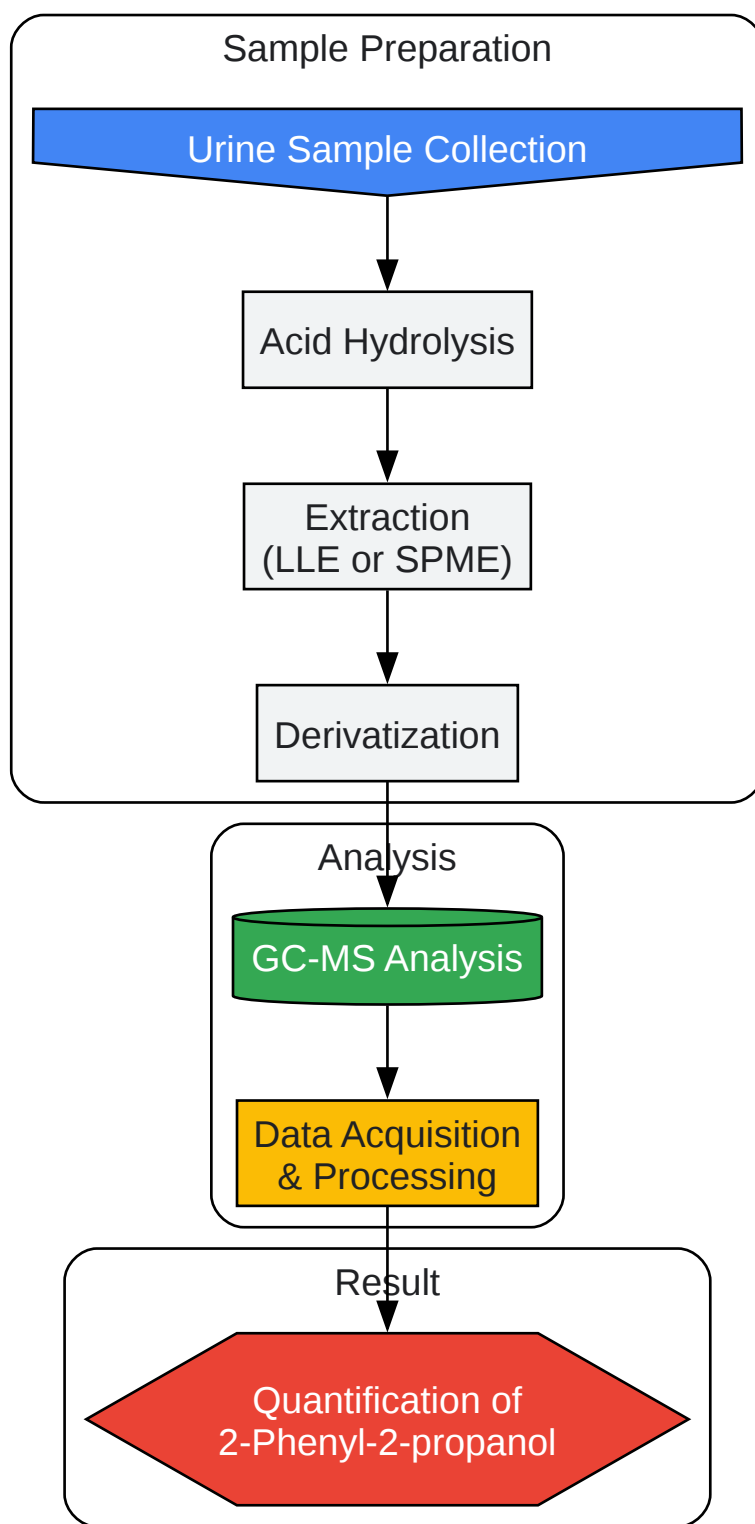 Sample Preparation
Urine Sample Collection
Acid Hydrolysis
Extraction
(LLE or SPME)
Derivatization
Analysis
GC-MS Analysis
Data Acquisition
& Processing
Result
Quantification of
2-Phenyl-2-propanol